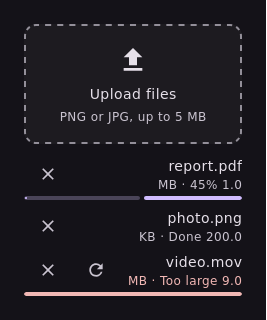 Upload files
PNG or JPG, up to 5 MB
report.pdf
MB · 45% 1.0
photo.png
KB · Done 200.0
video.mov
MB · Too large 9.0